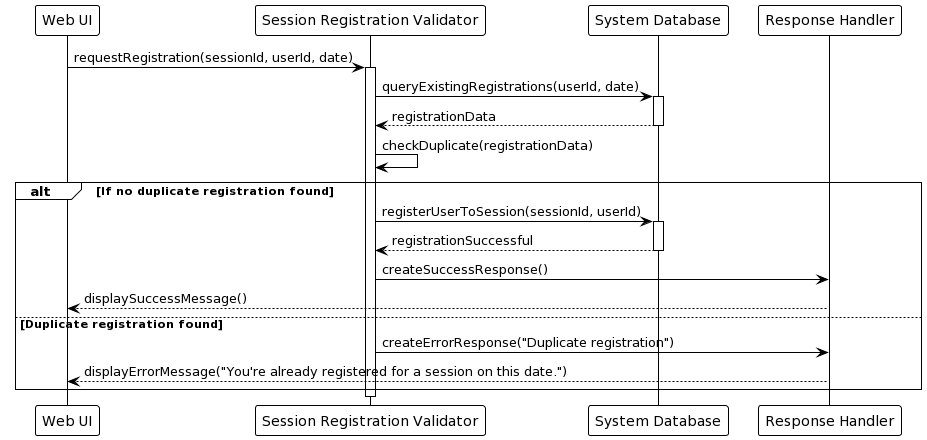 Web UI
Session Registration Validator
System Database
Response Handler
requestRegistration(sessionId, userId, date)
queryExistingRegistrations(userId, date)
registrationData
checkDuplicate(registrationData)
alt
[If no duplicate registration found]
registerUserToSession(sessionId, userId)
registrationSuccessful
createSuccessResponse()
displaySuccessMessage()
[Duplicate registration found]
createErrorResponse("Duplicate registration")
displayErrorMessage("You're already registered for a session on this date.")
Web UI
Session Registration Validator
System Database
Response Handler